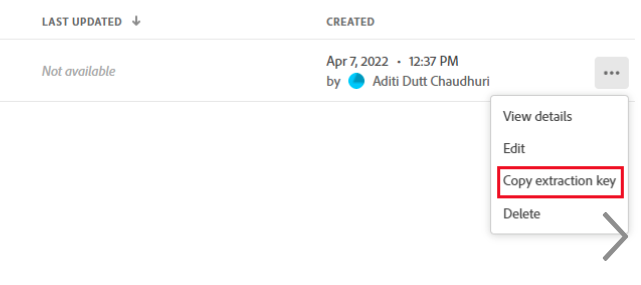 LAST UPDATED ↓ CREATED
Not available
Apr 7, 2022 • 12:37 PM
by Aditi Dutt Chaudhuri
View details
Edit
Copy extraction key
Delete